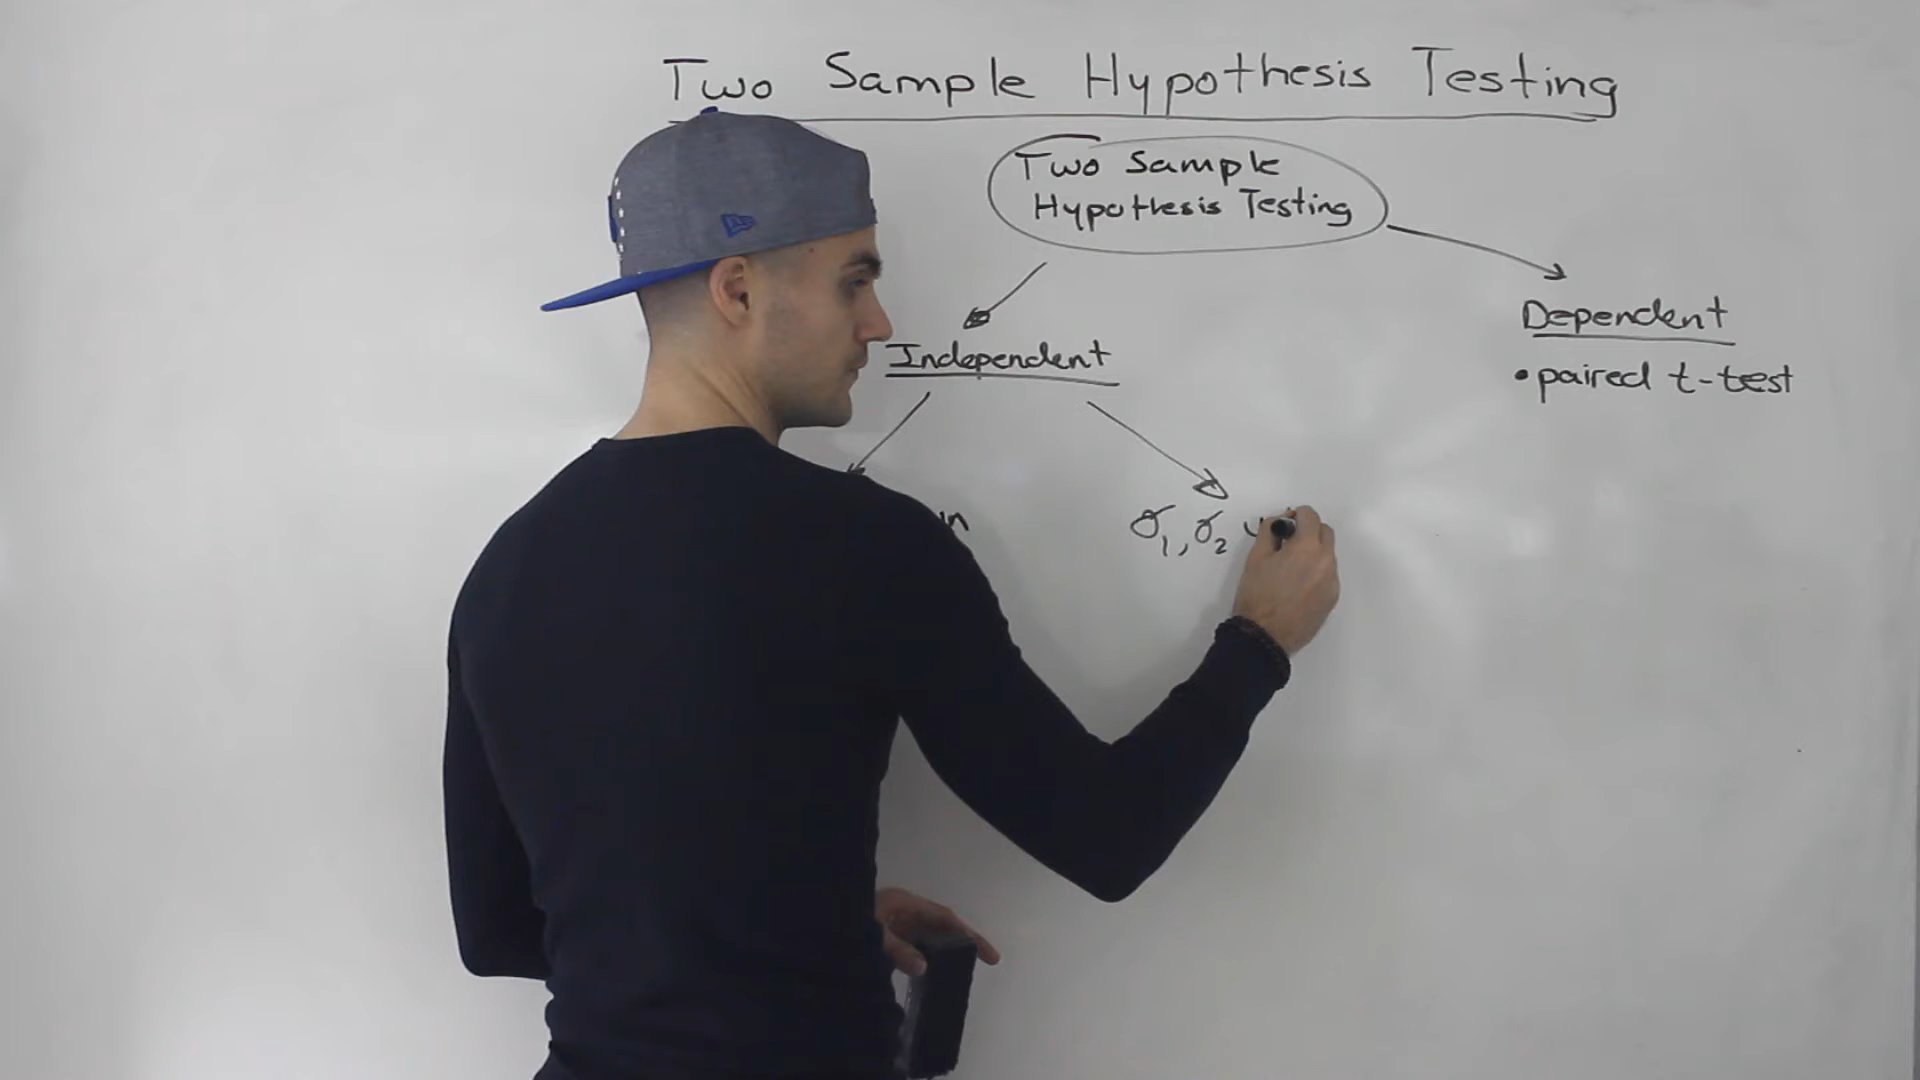 Two Sample Hypothesis Testing
Two Sample
Hypothesis Testing
Independent
Dependent
• paired t-test
σ₁, σ₂